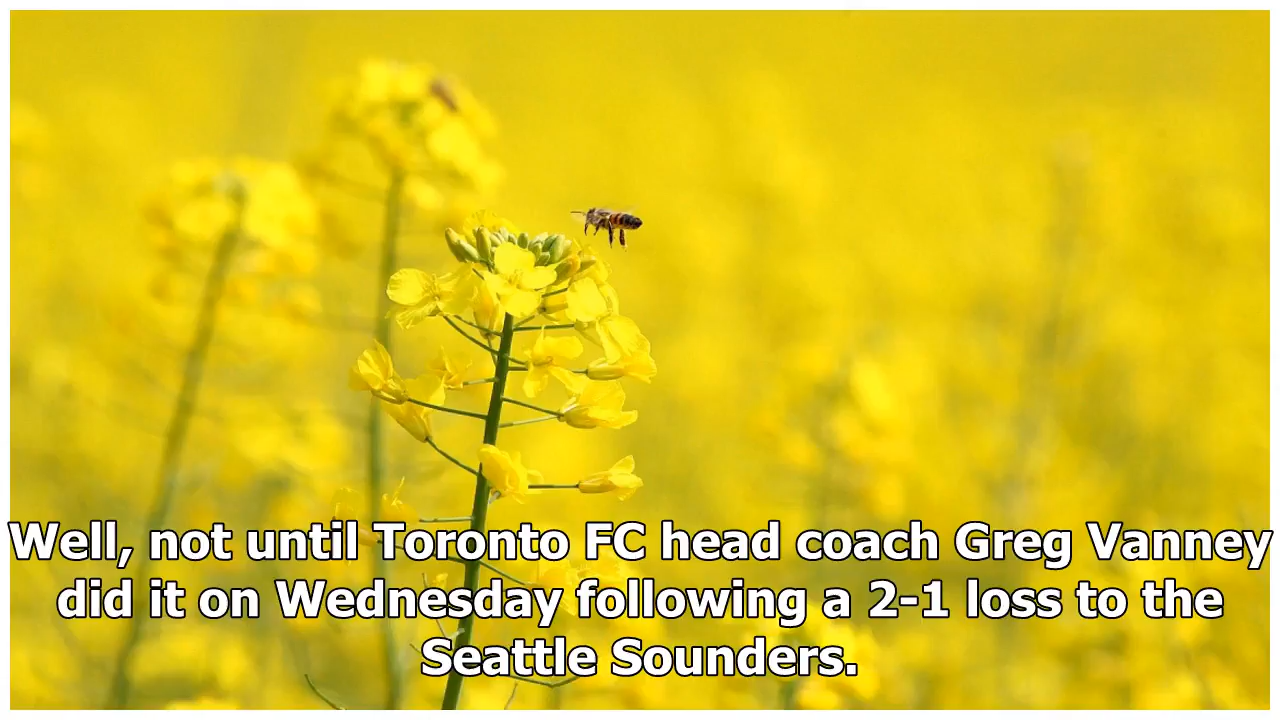 Well, not until Toronto FC head coach Greg Vanney
did it on Wednesday following a 2-1 loss to the
Seattle Sounders.